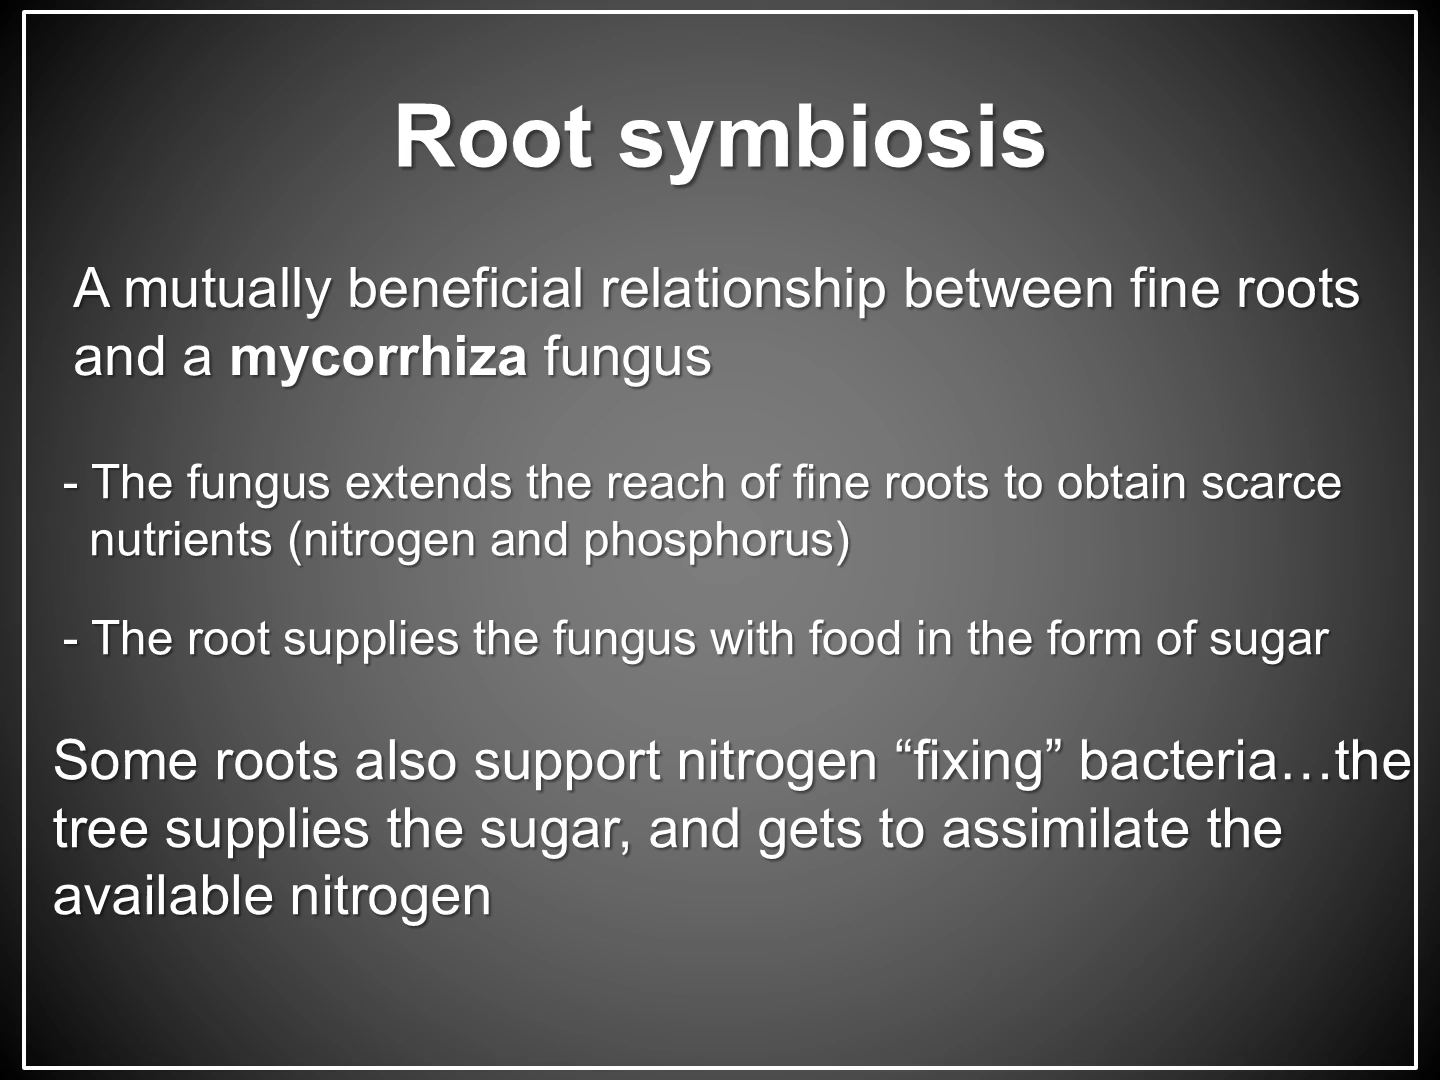 Root symbiosis
A mutually beneficial relationship between fine roots
and a mycorrhiza fungus
- The fungus extends the reach of fine roots to obtain scarce
nutrients (nitrogen and phosphorus)
- The root supplies the fungus with food in the form of sugar
Some roots also support nitrogen “fixing” bacteria…the
tree supplies the sugar, and gets to assimilate the
available nitrogen